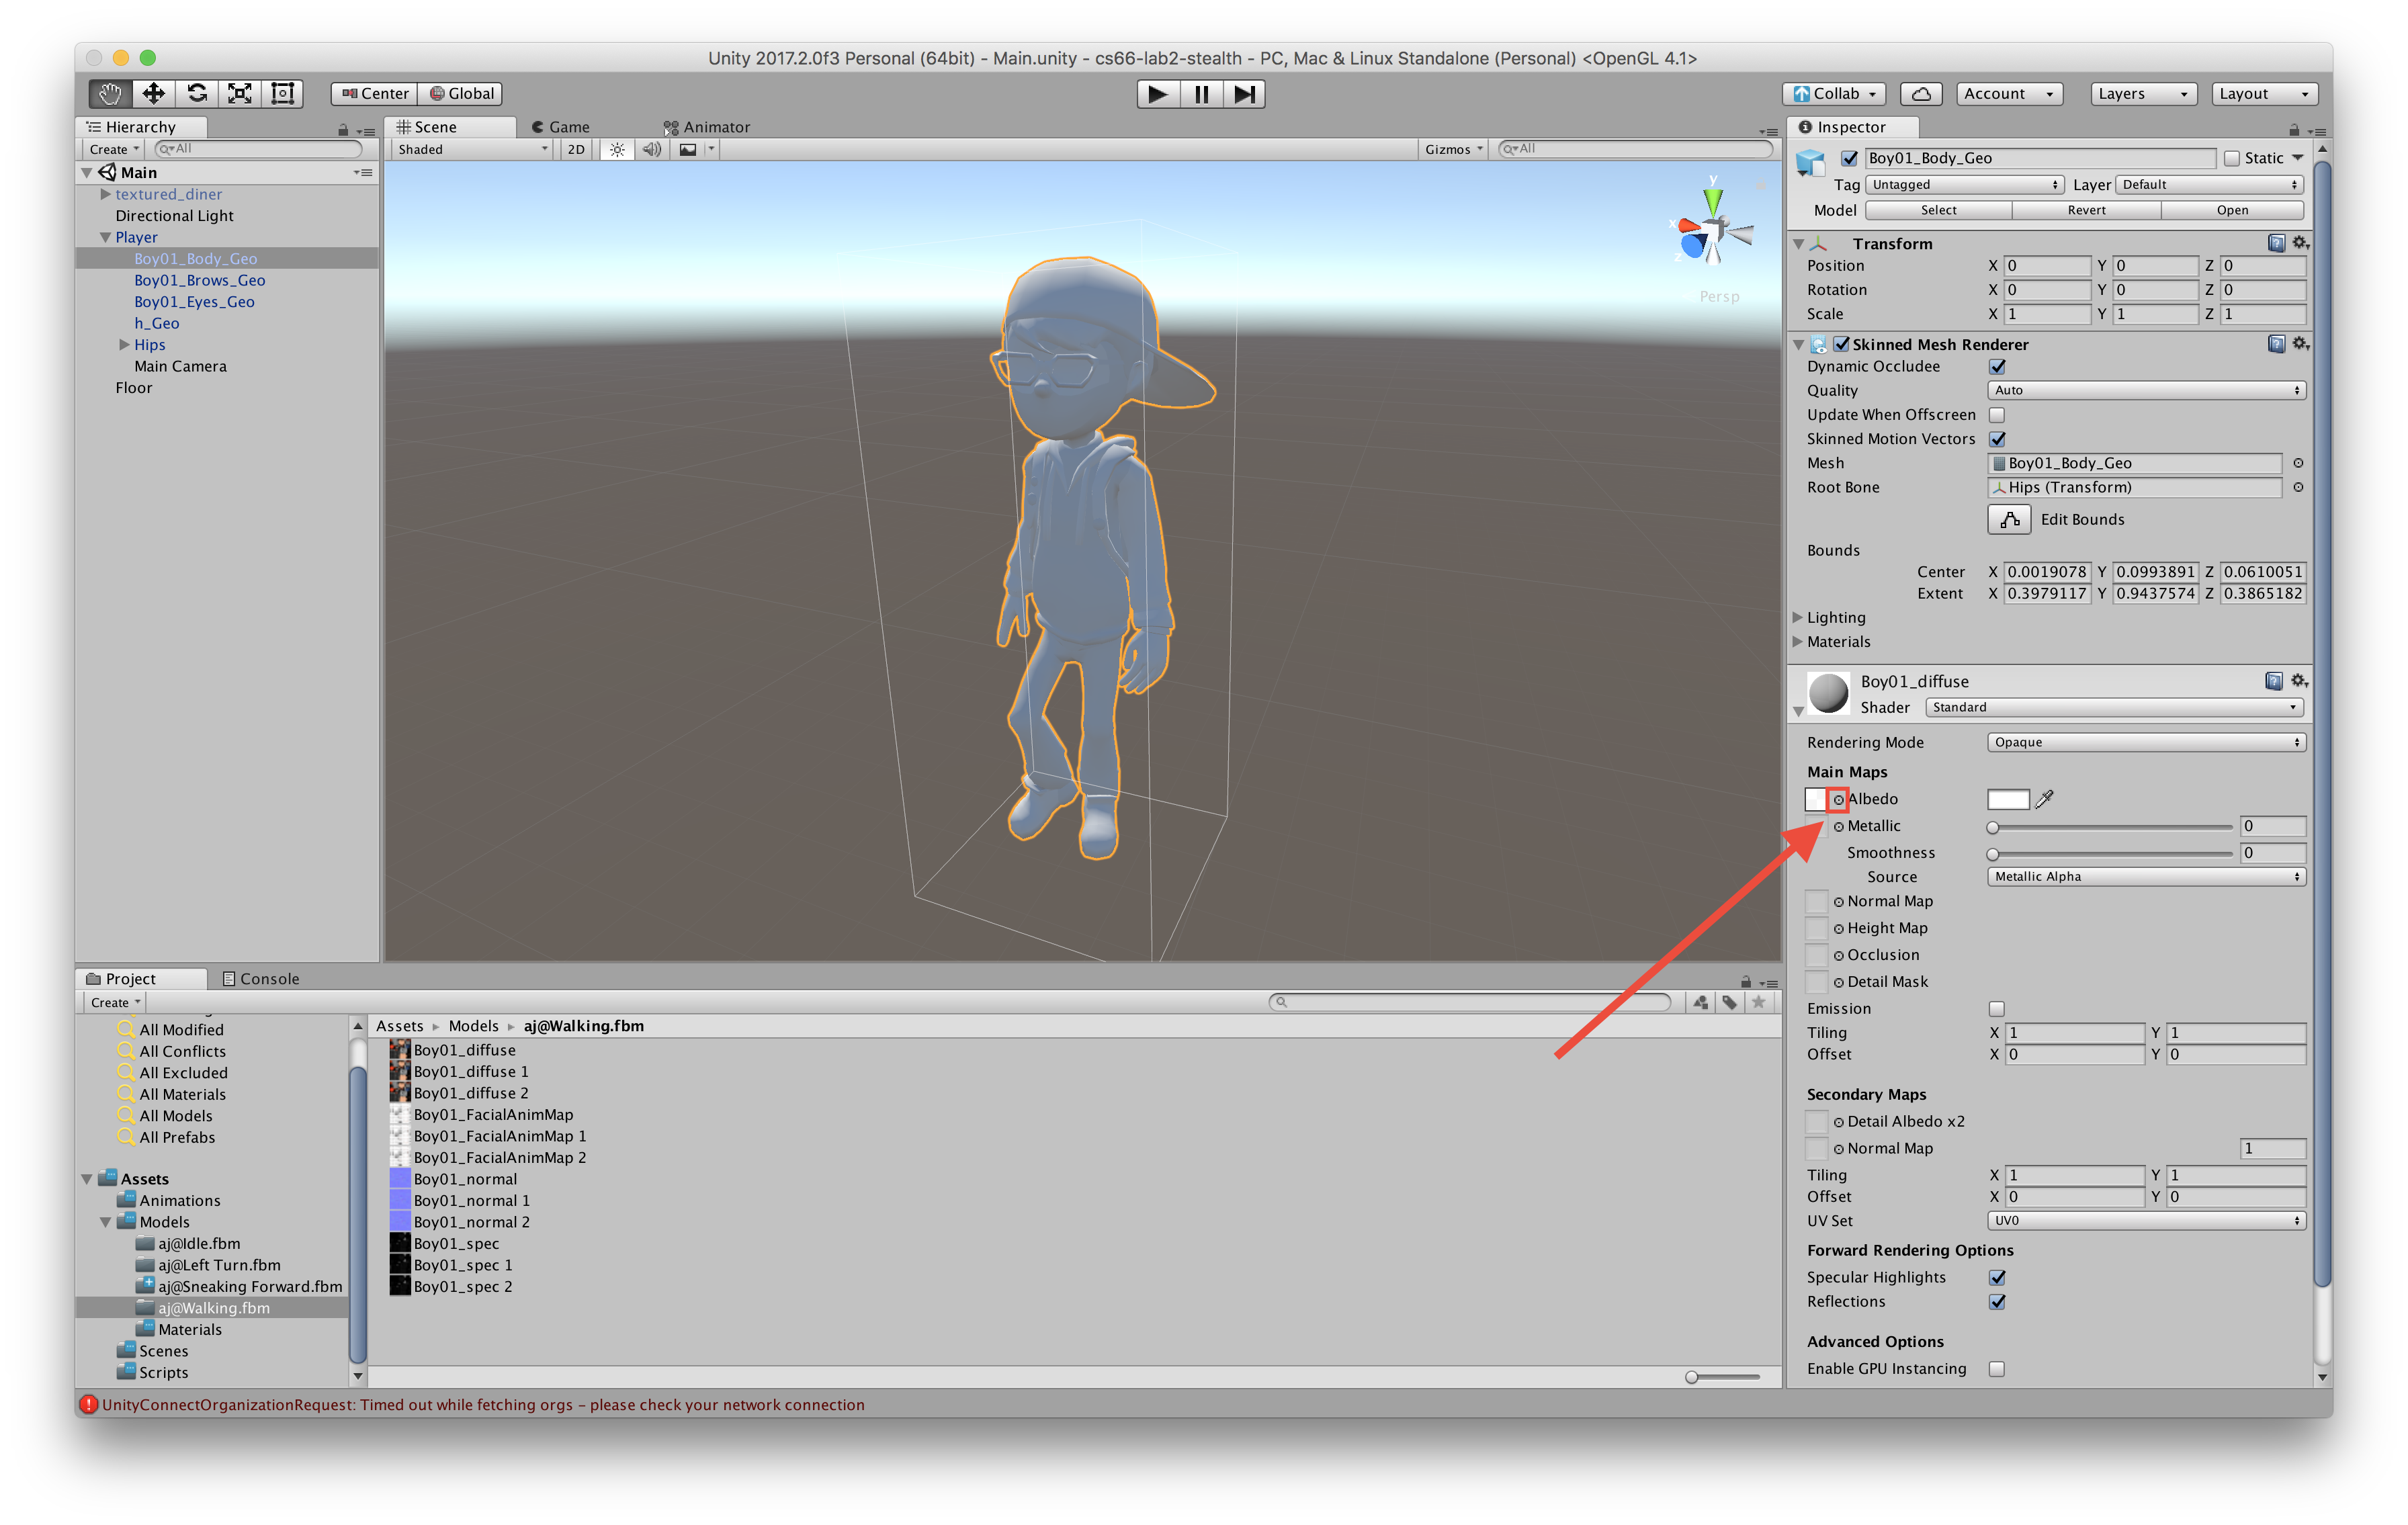 Unity 2017.2.0f3 Personal (64bit) - Main.unity - cs66-lab2-stealth - PC, Mac & Linux Standalone (Personal) <OpenGL 4.1>
Center Global Collab Account Layers Layout
Hierarchy
Create All
Main
textured_diner
Directional Light
Player
Boy01_Body_Geo
Boy01_Brows_Geo
Boy01_Eyes_Geo
h_Geo
Hips
Main Camera
Floor
Scene Game Animator
Shaded 2D Gizmos All
y
x
z
Persp
Inspector
Boy01_Body_Geo Static
Tag Untagged Layer Default
Model Select Revert Open
Transform
Position X 0 Y 0 Z 0
Rotation X 0 Y 0 Z 0
Scale X 1 Y 1 Z 1
Skinned Mesh Renderer
Dynamic Occludee
Quality Auto
Update When Offscreen
Skinned Motion Vectors
Mesh Boy01_Body_Geo
Root Bone Hips (Transform)
Edit Bounds
Bounds
Center X 0.0019078 Y 0.0993891 Z 0.0610051
Extent X 0.3979117 Y 0.9437574 Z 0.3865182
Lighting
Materials
Boy01_diffuse
Shader Standard
Rendering Mode Opaque
Main Maps
Albedo
Metallic 0
Smoothness 0
Source Metallic Alpha
Normal Map
Height Map
Occlusion
Detail Mask
Emission
Tiling X 1 Y 1
Offset X 0 Y 0
Secondary Maps
Detail Albedo x2
Normal Map 1
Tiling X 1 Y 1
Offset X 0 Y 0
UV Set UV0
Forward Rendering Options
Specular Highlights
Reflections
Advanced Options
Enable GPU Instancing
Project Console
Create
All Modified
All Conflicts
All Excluded
All Materials
All Models
All Prefabs
Assets
Animations
Models
aj@Idle.fbm
aj@Left Turn.fbm
aj@Sneaking Forward.fbm
aj@Walking.fbm
Materials
Scenes
Scripts
Assets Models aj@Walking.fbm
Boy01_diffuse
Boy01_diffuse 1
Boy01_diffuse 2
Boy01_FacialAnimMap
Boy01_FacialAnimMap 1
Boy01_FacialAnimMap 2
Boy01_normal
Boy01_normal 1
Boy01_normal 2
Boy01_spec
Boy01_spec 1
Boy01_spec 2
UnityConnectOrganizationRequest: Timed out while fetching orgs - please check your network connection